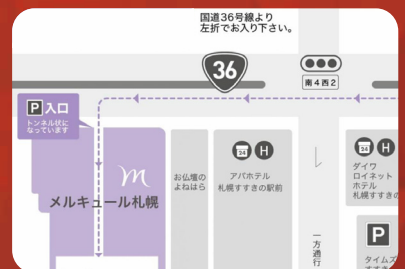 国道36号線より
左折でお入り下さい。
36
南4西2
P入口
トンネル状に
なっています
m
メルキュール札幌
お仏壇の
よねはら
24 H
アパホテル
札幌すすきの駅前
一方通行
24 H
ダイワ
ロイネット
ホテル
札幌すすきの
P
タイムズ